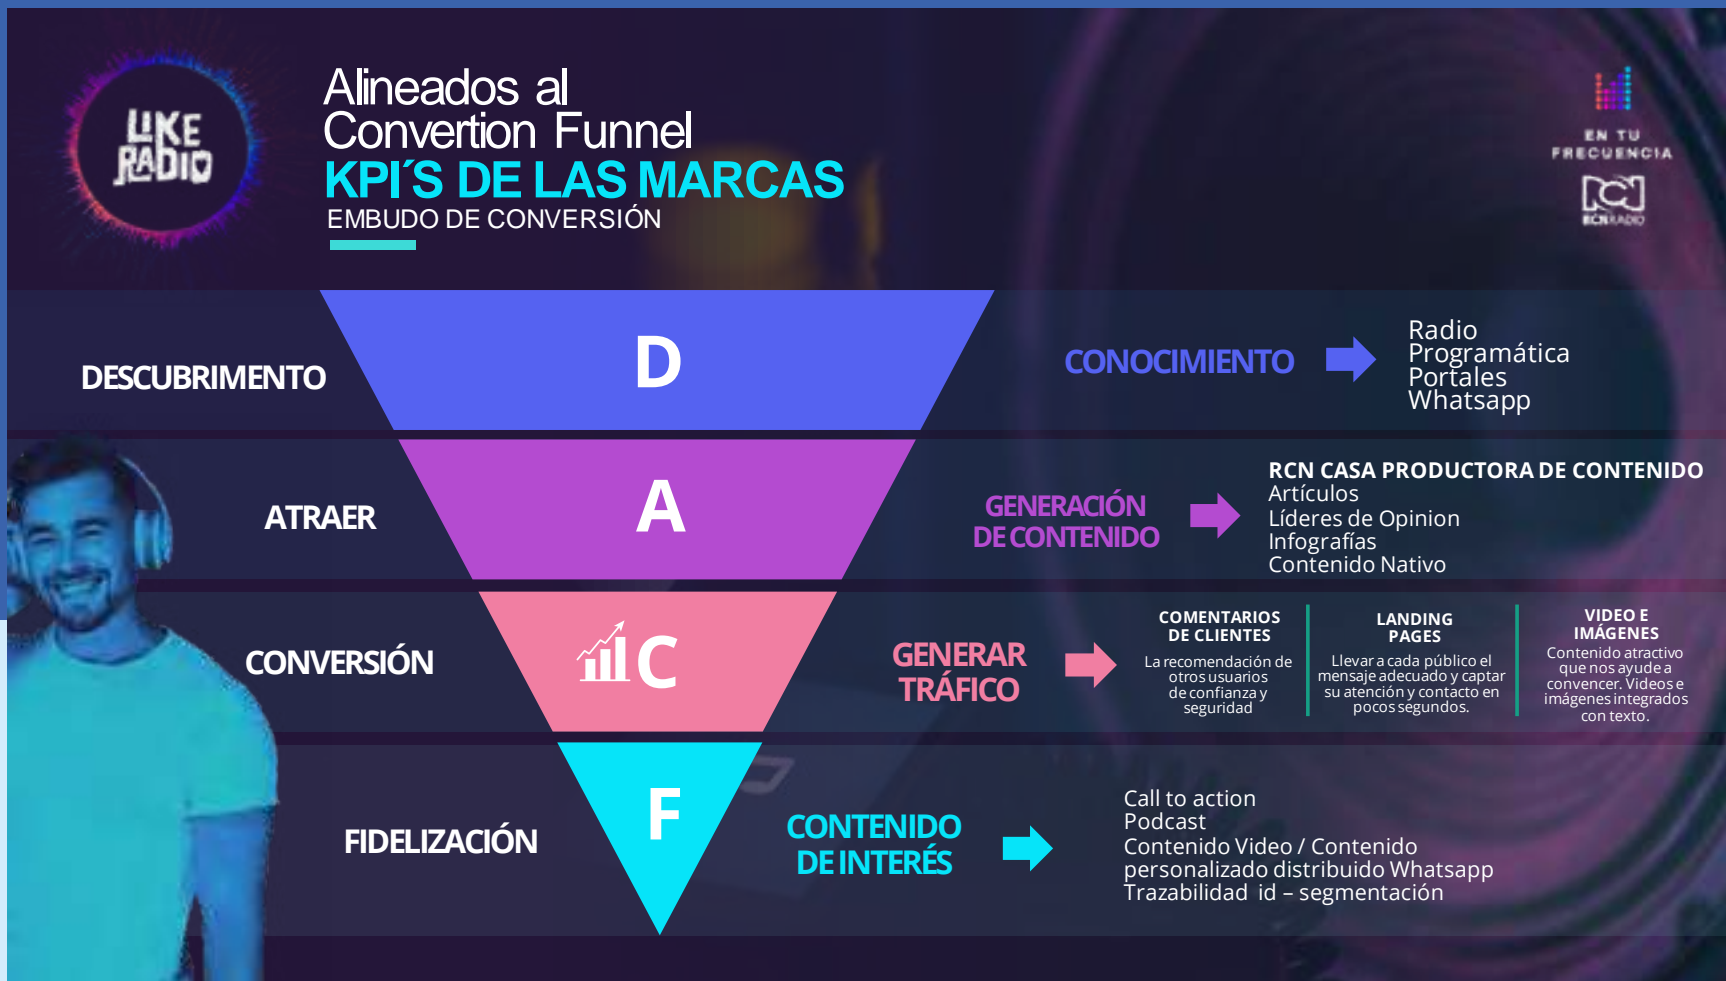 LIKE
RADIO
Alineados al
Convertion Funnel
KPI´S DE LAS MARCAS
EMBUDO DE CONVERSIÓN
EN TU
FRECUENCIA
RCN
RCN RADIO
DESCUBRIMENTO
D
CONOCIMIENTO
Radio
Programática
Portales
Whatsapp
ATRAER
A
GENERACIÓN
DE CONTENIDO
RCN CASA PRODUCTORA DE CONTENIDO
Artículos
Líderes de Opinion
Infografías
Contenido Nativo
CONVERSIÓN
C
GENERAR
TRÁFICO
COMENTARIOS
DE CLIENTES
La recomendación de
otros usuarios
de confianza y
seguridad
LANDING
PAGES
Llevar a cada público el
mensaje adecuado y captar
su atención y contacto en
pocos segundos.
VIDEO E
IMÁGENES
Contenido atractivo
que nos ayude a
convencer. Videos e
imágenes integrados
con texto.
FIDELIZACIÓN
F
CONTENIDO
DE INTERÉS
Call to action
Podcast
Contenido Video / Contenido
personalizado distribuido Whatsapp
Trazabilidad id – segmentación